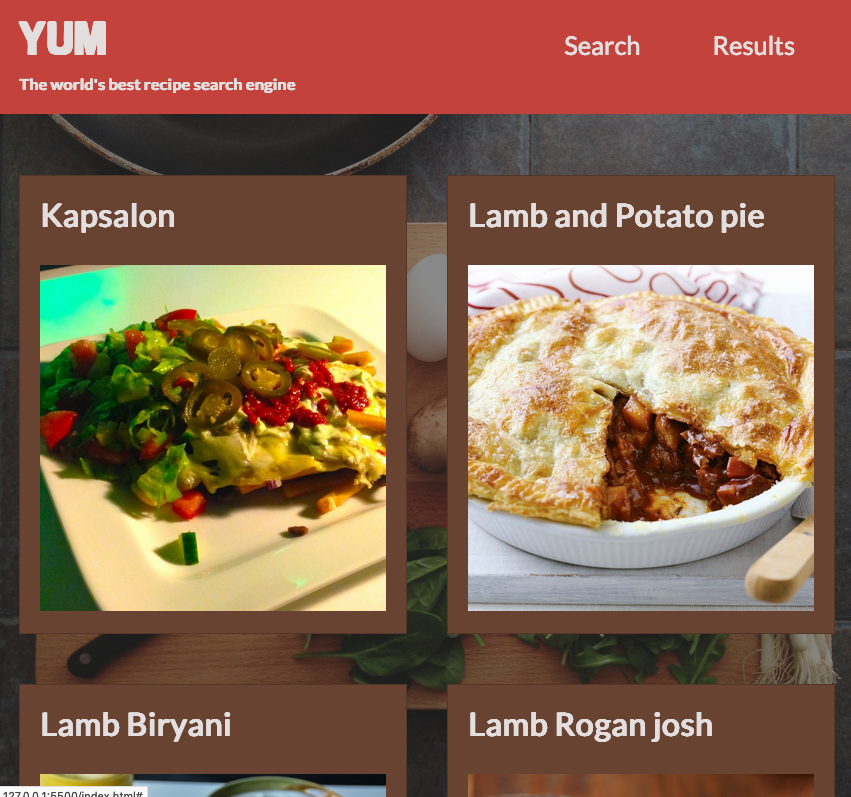 YUM
The world's best recipe search engine
Search
Results
Kapsalon
Lamb and Potato pie
Lamb Biryani
Lamb Rogan josh
127.0.0.1:5500/index.html#